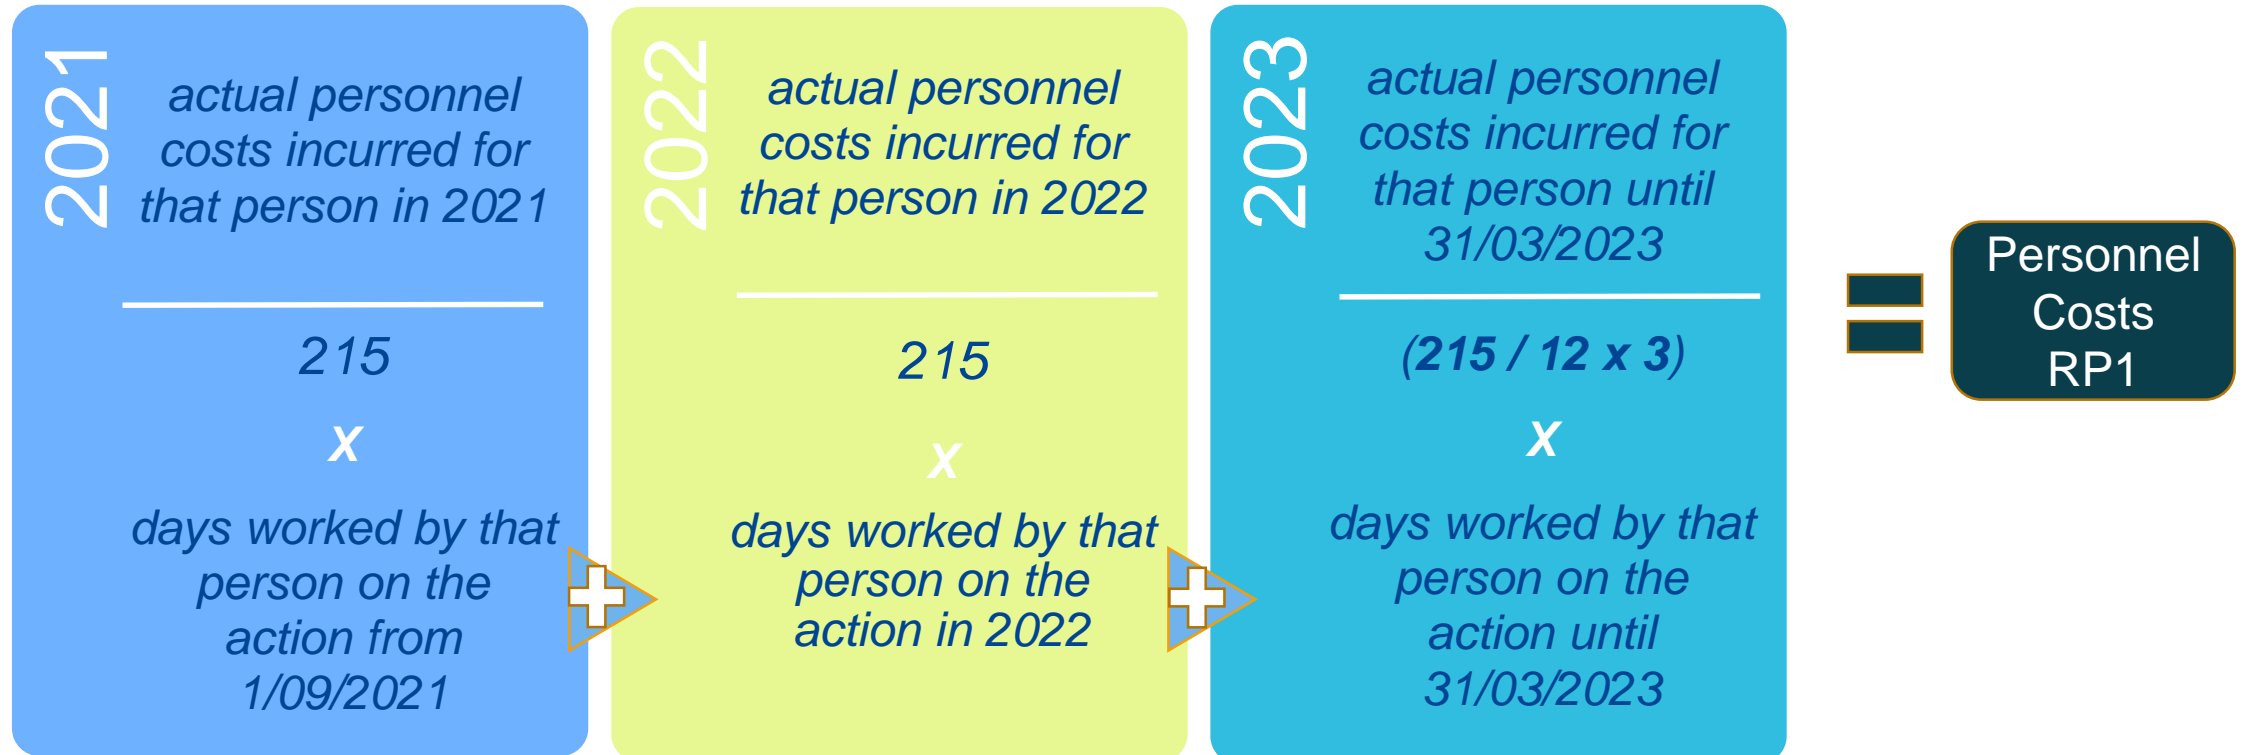 2021
actual personnel
costs incurred for
that person in 2021
215
x
days worked by that
person on the
action from
1/09/2021
2022
actual personnel
costs incurred for
that person in 2022
215
x
days worked by that
person on the
action in 2022
2023
actual personnel
costs incurred for
that person until
31/03/2023
(215 / 12 x 3)
x
days worked by that
person on the
action until
31/03/2023
Personnel
Costs
RP1